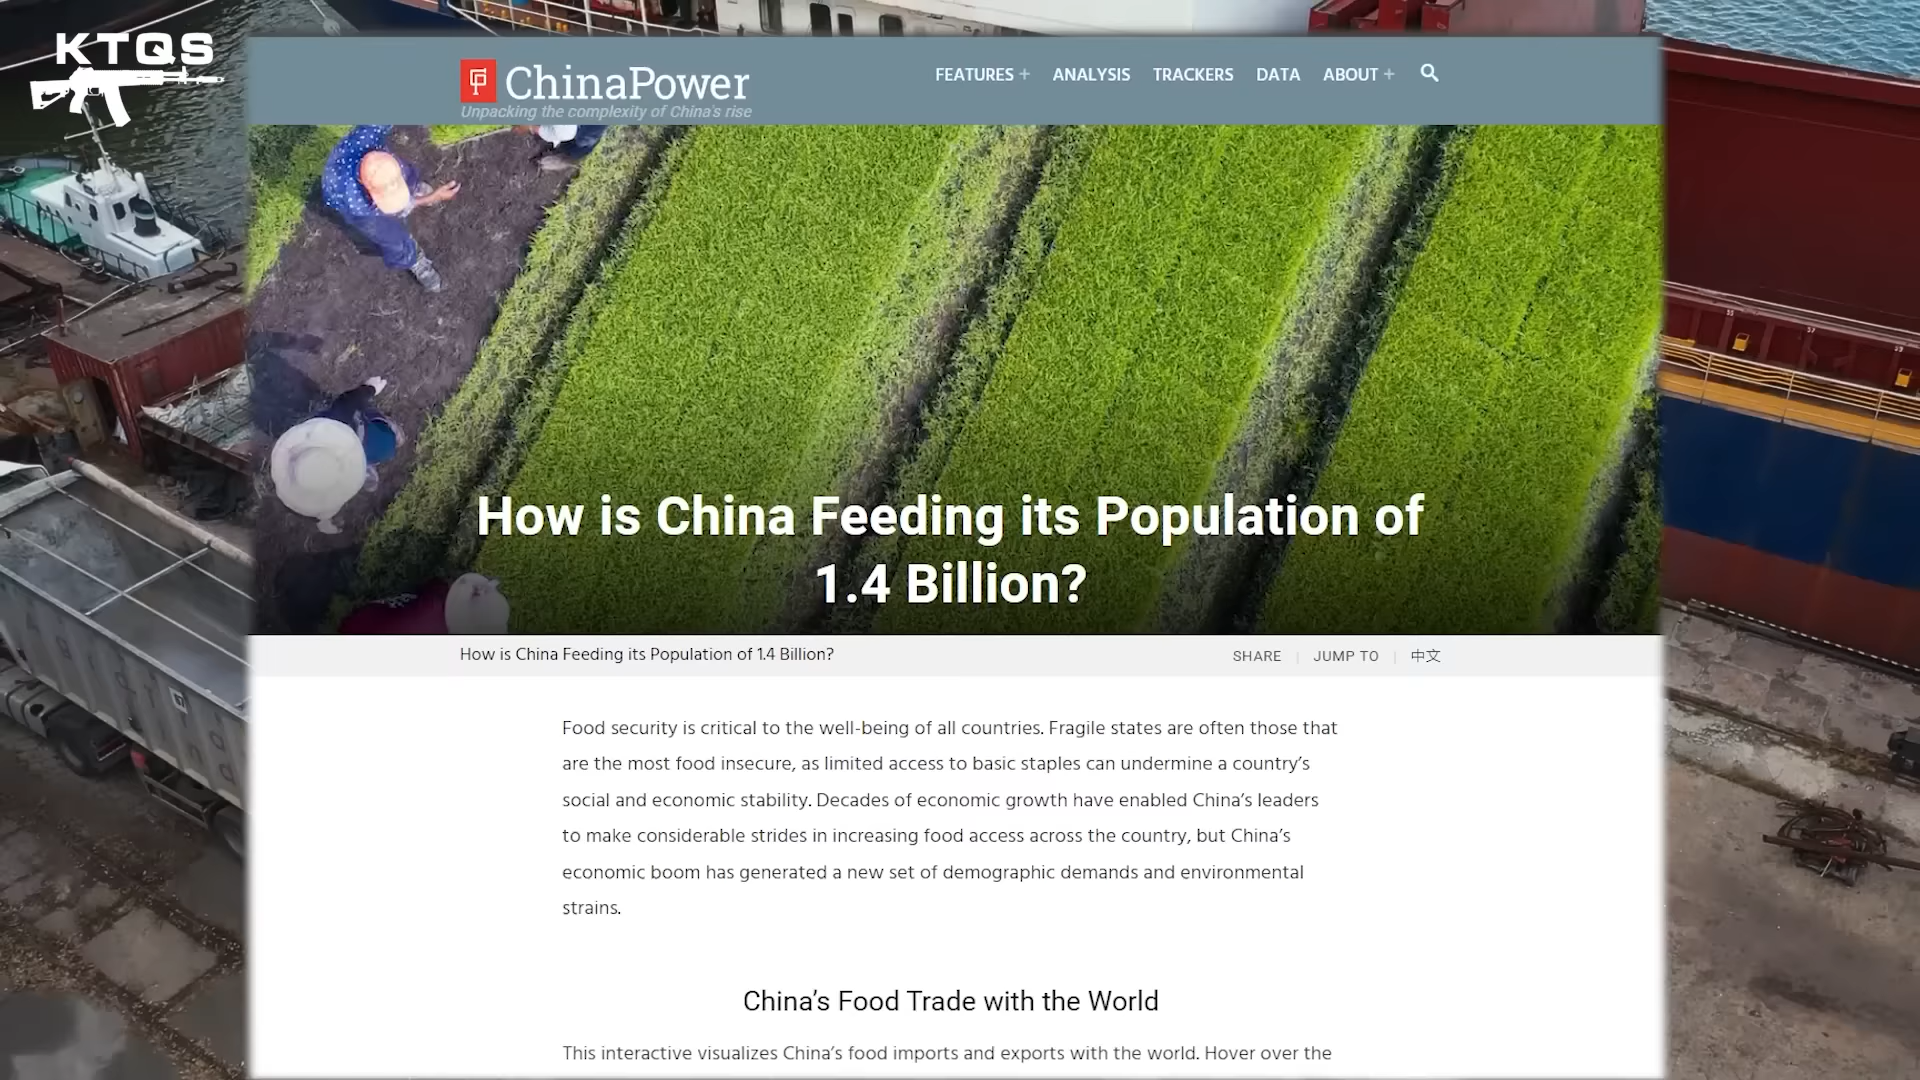 KTQS
ChinaPower
Unpacking the complexity of China's rise
FEATURES + ANALYSIS TRACKERS DATA ABOUT +
How is China Feeding its Population of
1.4 Billion?
How is China Feeding its Population of 1.4 Billion?
SHARE | JUMP TO | 中文
Food security is critical to the well-being of all countries. Fragile states are often those that
are the most food insecure, as limited access to basic staples can undermine a country’s
social and economic stability. Decades of economic growth have enabled China’s leaders
to make considerable strides in increasing food access across the country, but China’s
economic boom has generated a new set of demographic demands and environmental
strains.
China’s Food Trade with the World
This interactive visualizes China’s food imports and exports with the world. Hover over the